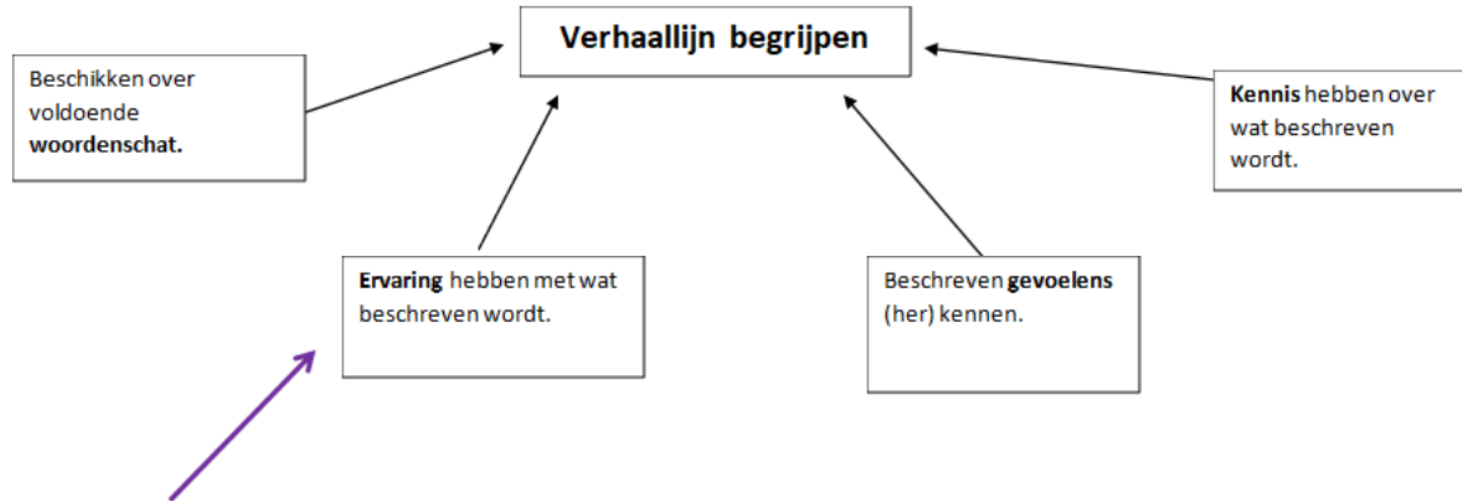 Verhaallijn begrijpen
Beschikken over
voldoende
woordenschat.
Kennis hebben over
wat beschreven
wordt.
Ervaring hebben met wat
beschreven wordt.
Beschreven gevoelens
(her) kennen.